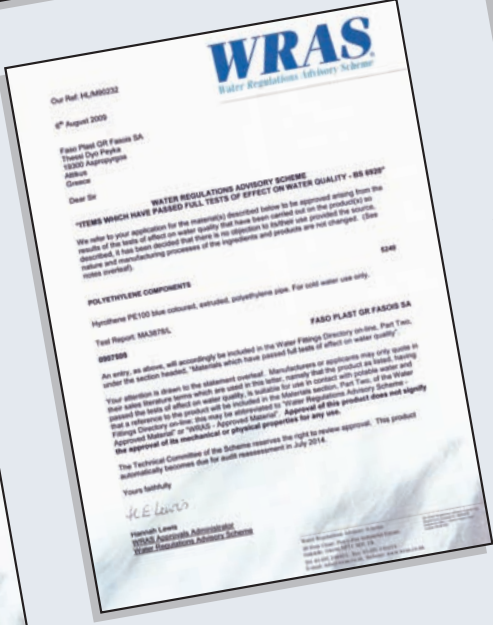 WRAS
Water Regulations Advisory Scheme
Our Ref: HL/M90232
6th August 2009
Faso Plast GR Fasois SA
Thessi Dyo Peyka
19300 Aspropyrgos
Attikus
Greece
Dear Sir
WATER REGULATIONS ADVISORY SCHEME
"ITEMS WHICH HAVE PASSED FULL TESTS OF EFFECT ON WATER QUALITY - BS 6920"
We refer to your application for the material(s) described below to be approved arising from the
results of the tests of effect on water quality that have been carried out on the product(s) as
described, it has been decided that there is no objection to its/their use provided the source,
nature and manufacturing processes of the ingredients and products are not changed. (See
notes overleaf).
5240
POLYETHYLENE COMPONENTS
Hyrothene PE100 blue coloured, extruded, polyethylene pipe. For cold water use only.
Test Report:
FASO PLAST GR FASOIS SA
An entry, as above, will accordingly be included in the Water Fittings Directory on-line, Part Two,
under the section headed, "Materials which have passed full tests of effect on water quality".
Your attention is drawn to the statement overleaf. Manufacturers or applicants may only quote in
their sales literature terms which are used in this letter, namely that the product as listed, having
passed the tests of effect on water quality, is suitable for use in contact with potable water and
that a reference to the product will be included in the Materials section, Part Two, of the Water
Fittings Directory on-line; this may be abbreviated to "Water Regulations Advisory Scheme -
Approved Material" or "WRAS - Approved Material". Approval of this product does not signify
the approval of its mechanical or physical properties for any use.
The Technical Committee of the Scheme reserves the right to review approval. This product
automatically becomes due for audit reassessment in July 2014.
Yours faithfully
H E Lewis
Hannah Lewis
WRAS Approvals Administrator
Water Regulations Advisory Scheme
Water Regulations Advisory Scheme